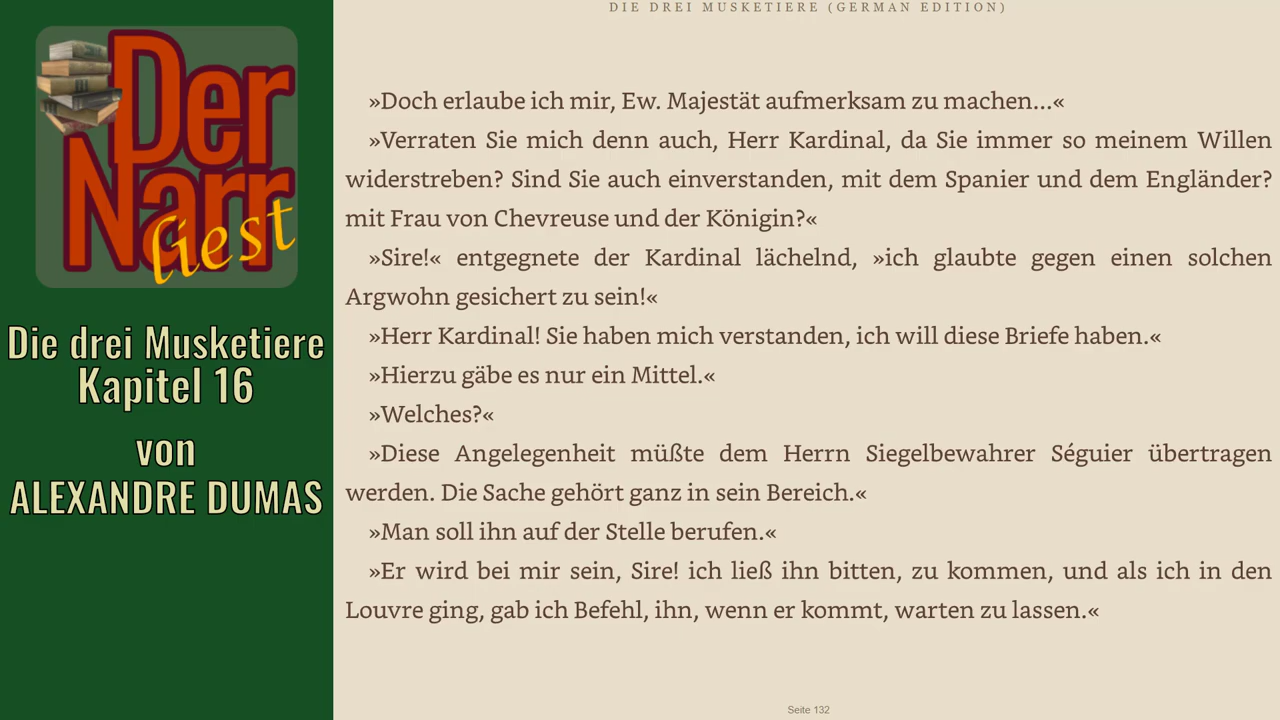 Der
Narr
liest
Die drei Musketiere
Kapitel 16
von
ALEXANDRE DUMAS
DIE DREI MUSKETIERE (GERMAN EDITION)
»Doch erlaube ich mir, Ew. Majestät aufmerksam zu machen...«
»Verraten Sie mich denn auch, Herr Kardinal, da Sie immer so meinem Willen
widerstreben? Sind Sie auch einverstanden, mit dem Spanier und dem Engländer?
mit Frau von Chevreuse und der Königin?«
»Sire!« entgegnete der Kardinal lächelnd, »ich glaubte gegen einen solchen
Argwohn gesichert zu sein!«
»Herr Kardinal! Sie haben mich verstanden, ich will diese Briefe haben.«
»Hierzu gäbe es nur ein Mittel.«
»Welches?«
»Diese Angelegenheit müßte dem Herrn Siegelbewahrer Séguier übertragen
werden. Die Sache gehört ganz in sein Bereich.«
»Man soll ihn auf der Stelle berufen.«
»Er wird bei mir sein, Sire! ich ließ ihn bitten, zu kommen, und als ich in den
Louvre ging, gab ich Befehl, ihn, wenn er kommt, warten zu lassen.«
Seite 132